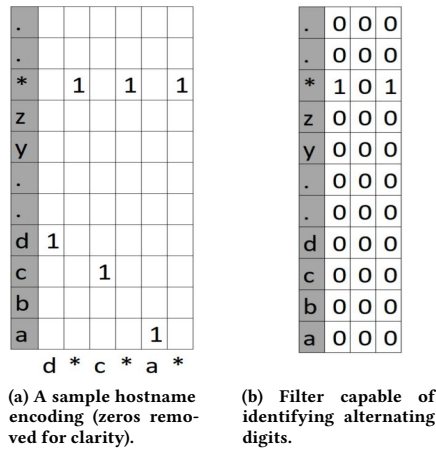 . . 0 0 0
. . 0 0 0
* 1 1 1 * 1 0 1
z z 0 0 0
y y 0 0 0
. . 0 0 0
. . 0 0 0
d 1 d 0 0 0
c 1 c 0 0 0
b b 0 0 0
a 1 a 0 0 0
d * c * a *
(a) A sample hostname
encoding (zeros remo-
ved for clarity).
(b) Filter capable of
identifying alternating
digits.